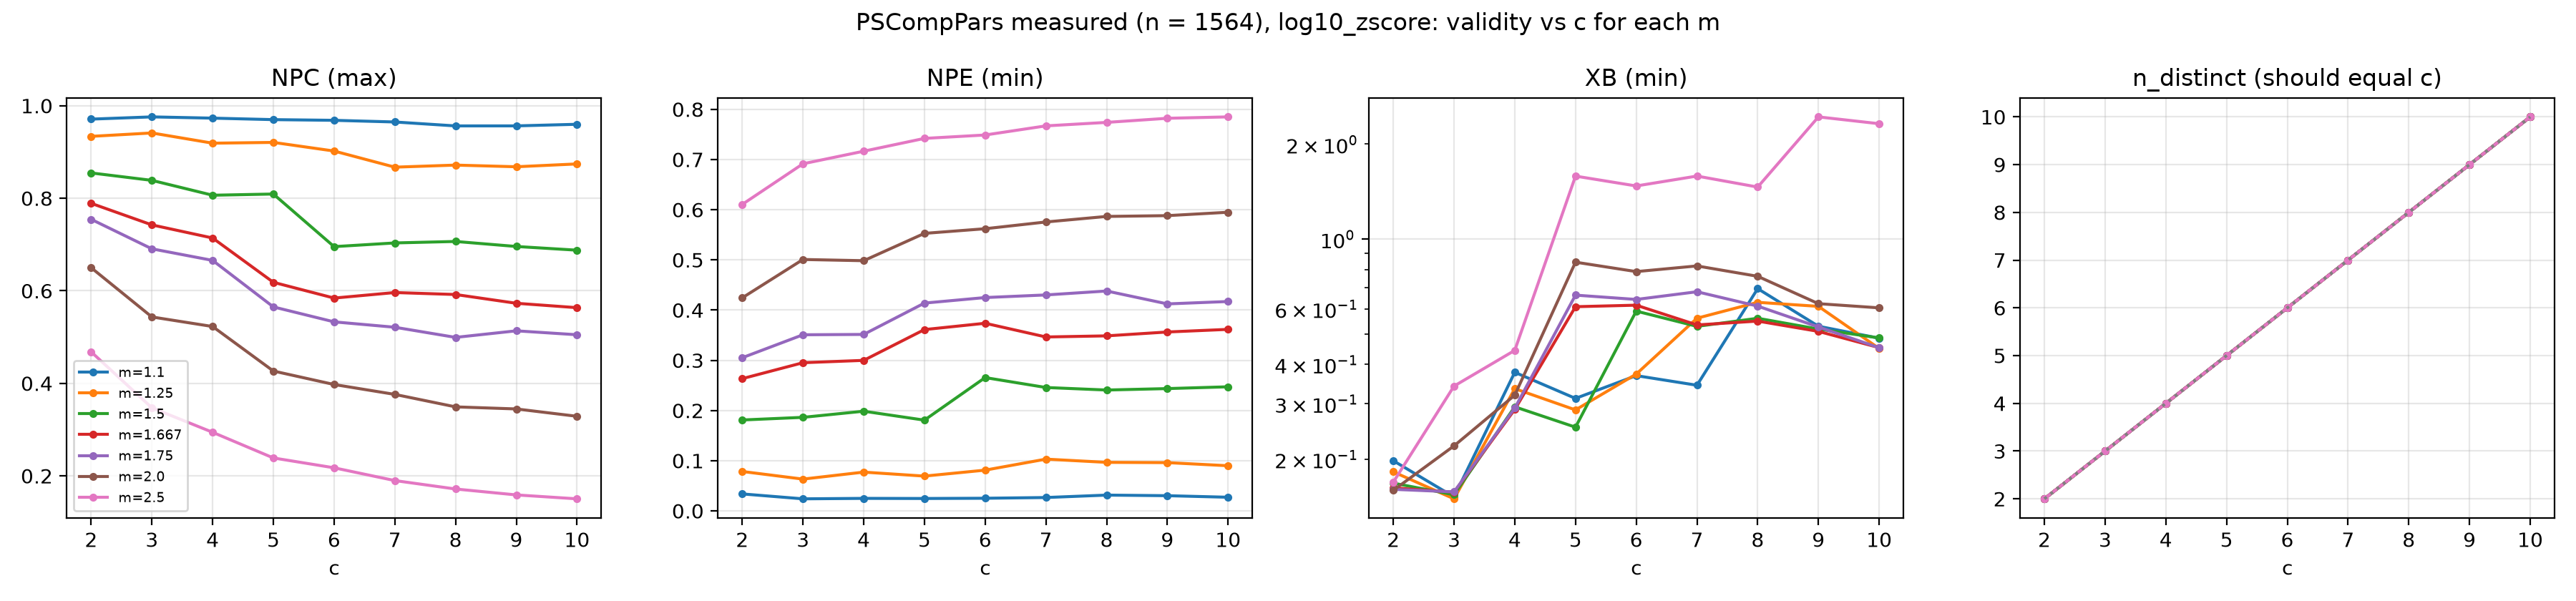 PSCompPars measured (n = 1564), log10_zscore: validity vs c for each m
NPC (max)
1.0
0.8
0.6
0.4
0.2
m=1.1
m=1.25
m=1.5
m=1.667
m=1.75
m=2.0
m=2.5
2 3 4 5 6 7 8 9 10
c
NPE (min)
0.8
0.7
0.6
0.5
0.4
0.3
0.2
0.1
0.0
2 3 4 5 6 7 8 9 10
c
XB (min)
2 × 10⁰
10⁰
6 × 10⁻¹
4 × 10⁻¹
3 × 10⁻¹
2 × 10⁻¹
2 3 4 5 6 7 8 9 10
c
n_distinct (should equal c)
10
9
8
7
6
5
4
3
2
2 3 4 5 6 7 8 9 10
c